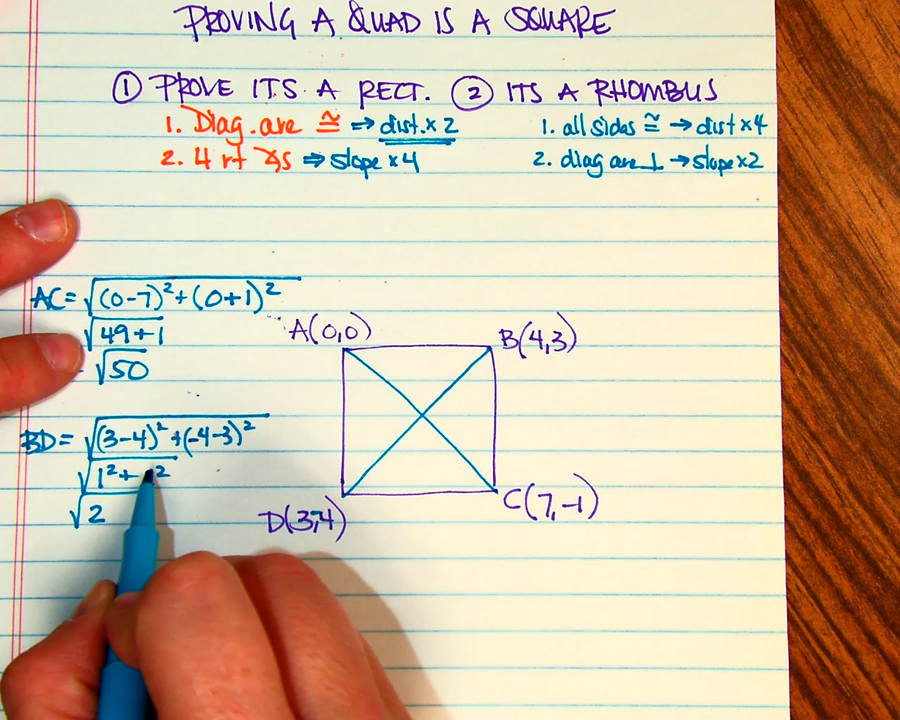 PROVING A QUAD IS A SQUARE
① PROVE ITS A RECT. ② ITS A RHOMBUS
1. Diag. are ≅ ⇒ dist. x 2
2. 4 rt ∡s ⇒ slope x 4
1. all sides ≅ → dist x 4
2. diag are ⊥ → slope x 2
AC = √(0-7)² + (0+1)²
√49+1
√50
A(0,0)
B(4,3)
BD = √(3-4)² + (-4-3)²
√1² +
√2
D(3,-4)
C(7,-1)